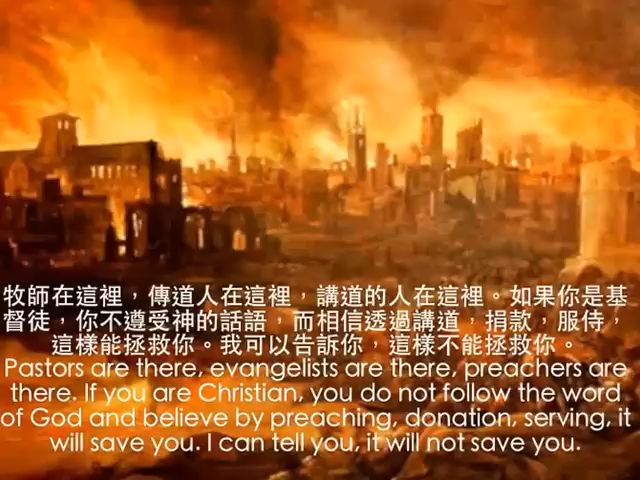 牧師在這裡，傳道人在這裡，講道的人在這裡。如果你是基
督徒，你不遵受神的話語，而相信透過講道，捐款，服侍，
這樣能拯救你。我可以告訴你，這樣不能拯救你。
Pastors are there, evangelists are there, preachers are
there. If you are Christian, you do not follow the word
of God and believe by preaching, donation, serving, it
will save you. I can tell you, it will not save you.